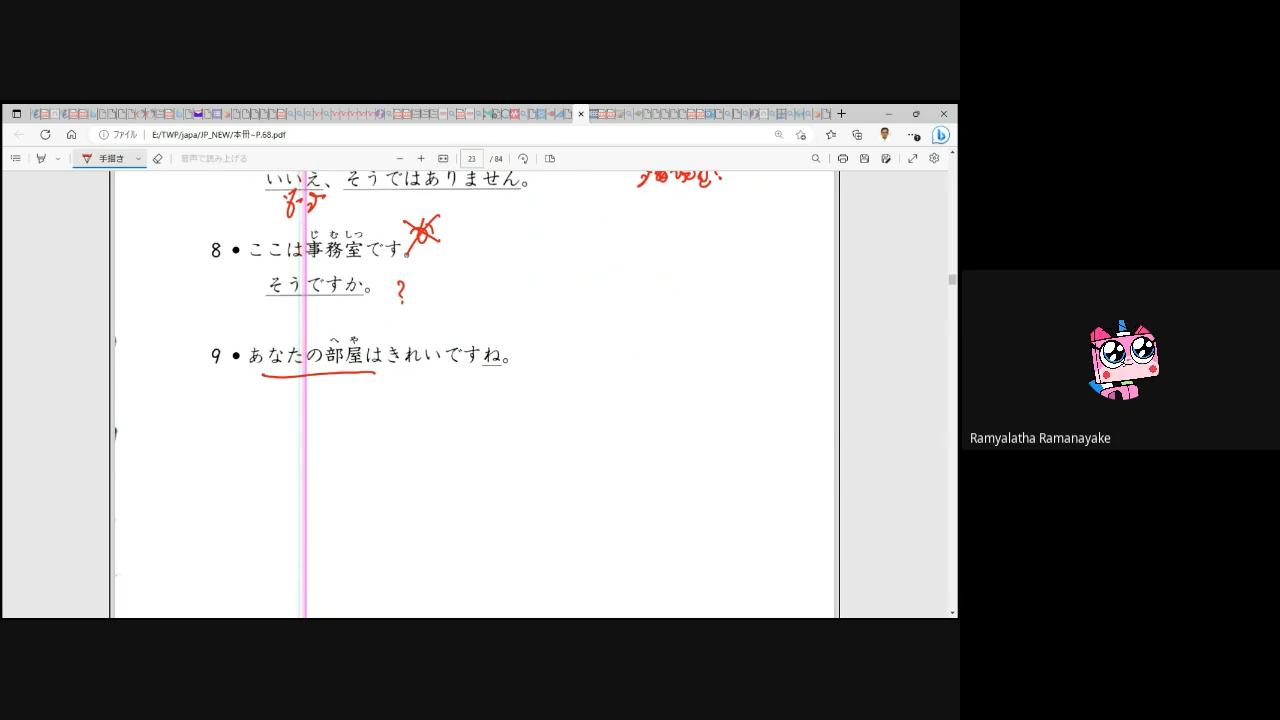 ファイル E:/TWP/japa/JP_NEW/本冊~P.68.pdf
手描き 音声で読み上げる 23 / 84
いいえ、そうではありません。
じ む しつ
8 • ここは事務室です。
そうですか。 ?
へ や
9 • あなたの部屋はきれいですね。
Ramyalatha Ramanayake